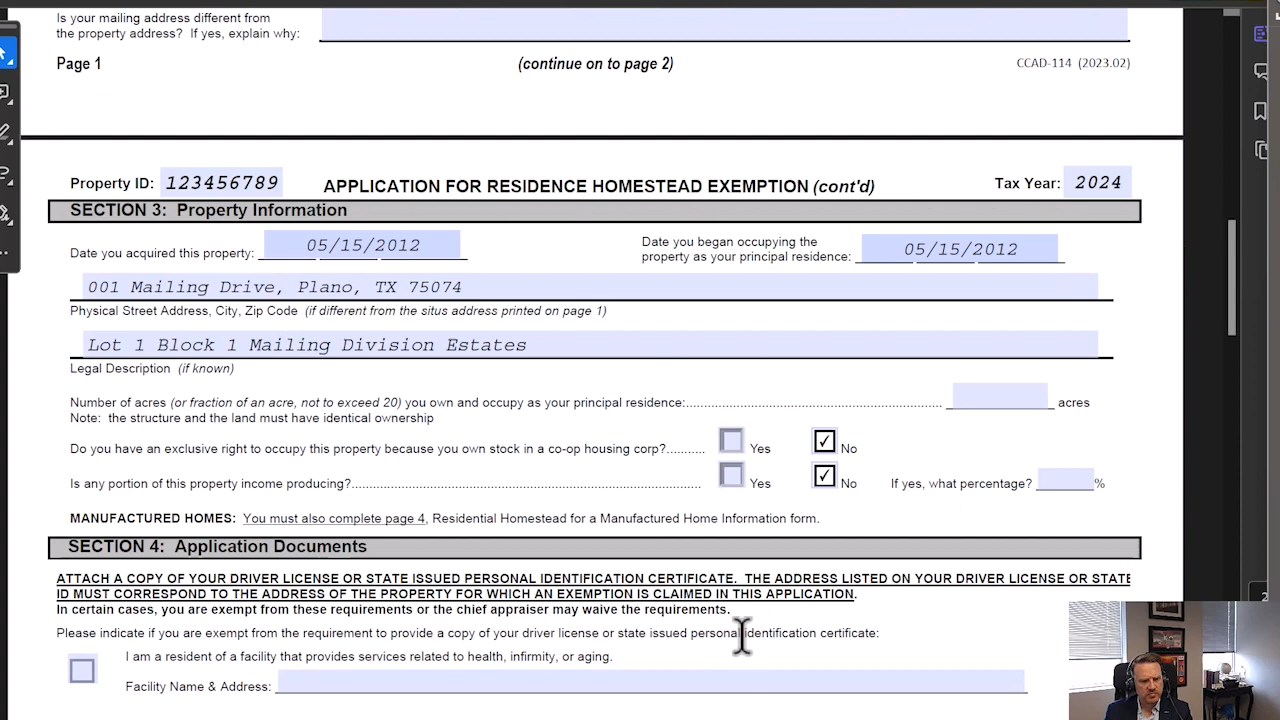 Is your mailing address different from
the property address? If yes, explain why:
Page 1 (continue on to page 2) CCAD-114 (2023.02)
Property ID: 123456789 APPLICATION FOR RESIDENCE HOMESTEAD EXEMPTION (cont'd) Tax Year: 2024
SECTION 3: Property Information
Date you acquired this property: 05/15/2012 Date you began occupying the
property as your principal residence: 05/15/2012
001 Mailing Drive, Plano, TX 75074
Physical Street Address, City, Zip Code (if different from the situs address printed on page 1)
Lot 1 Block 1 Mailing Division Estates
Legal Description (if known)
Number of acres (or fraction of an acre, not to exceed 20) you own and occupy as your principal residence:........................................................................ acres
Note: the structure and the land must have identical ownership
Do you have an exclusive right to occupy this property because you own stock in a co-op housing corp?........... Yes ✓ No
Is any portion of this property income producing?.................................................................................................. Yes ✓ No If yes, what percentage? %
MANUFACTURED HOMES: You must also complete page 4, Residential Homestead for a Manufactured Home Information form.
SECTION 4: Application Documents
ATTACH A COPY OF YOUR DRIVER LICENSE OR STATE ISSUED PERSONAL IDENTIFICATION CERTIFICATE. THE ADDRESS LISTED ON YOUR DRIVER LICENSE OR STATE
ID MUST CORRESPOND TO THE ADDRESS OF THE PROPERTY FOR WHICH AN EXEMPTION IS CLAIMED IN THIS APPLICATION.
In certain cases, you are exempt from these requirements or the chief appraiser may waive the requirements.
Please indicate if you are exempt from the requirement to provide a copy of your driver license or state issued personal identification certificate:
I am a resident of a facility that provides services related to health, infirmity, or aging.
Facility Name & Address: